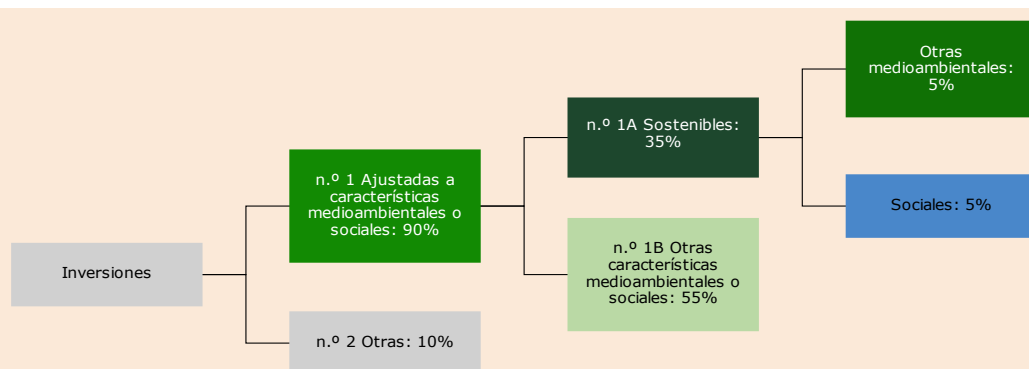 Inversiones
n.º 1 Ajustadas a
características
medioambientales o
sociales: 90%
n.º 2 Otras: 10%
n.º 1A Sostenibles:
35%
n.º 1B Otras
características
medioambientales o
sociales: 55%
Otras
medioambientales:
5%
Sociales: 5%